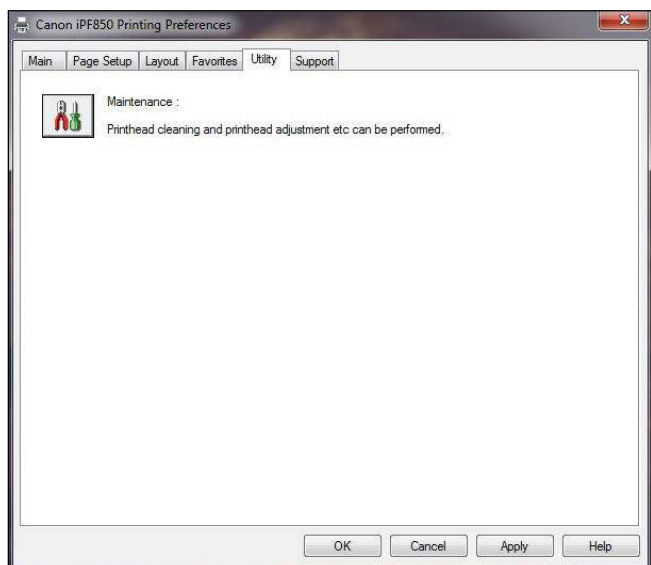 Canon iPF850 Printing Preferences
Main Page Setup Layout Favorites Utility Support
Maintenance :
Printhead cleaning and printhead adjustment etc can be performed.
OK Cancel Apply Help